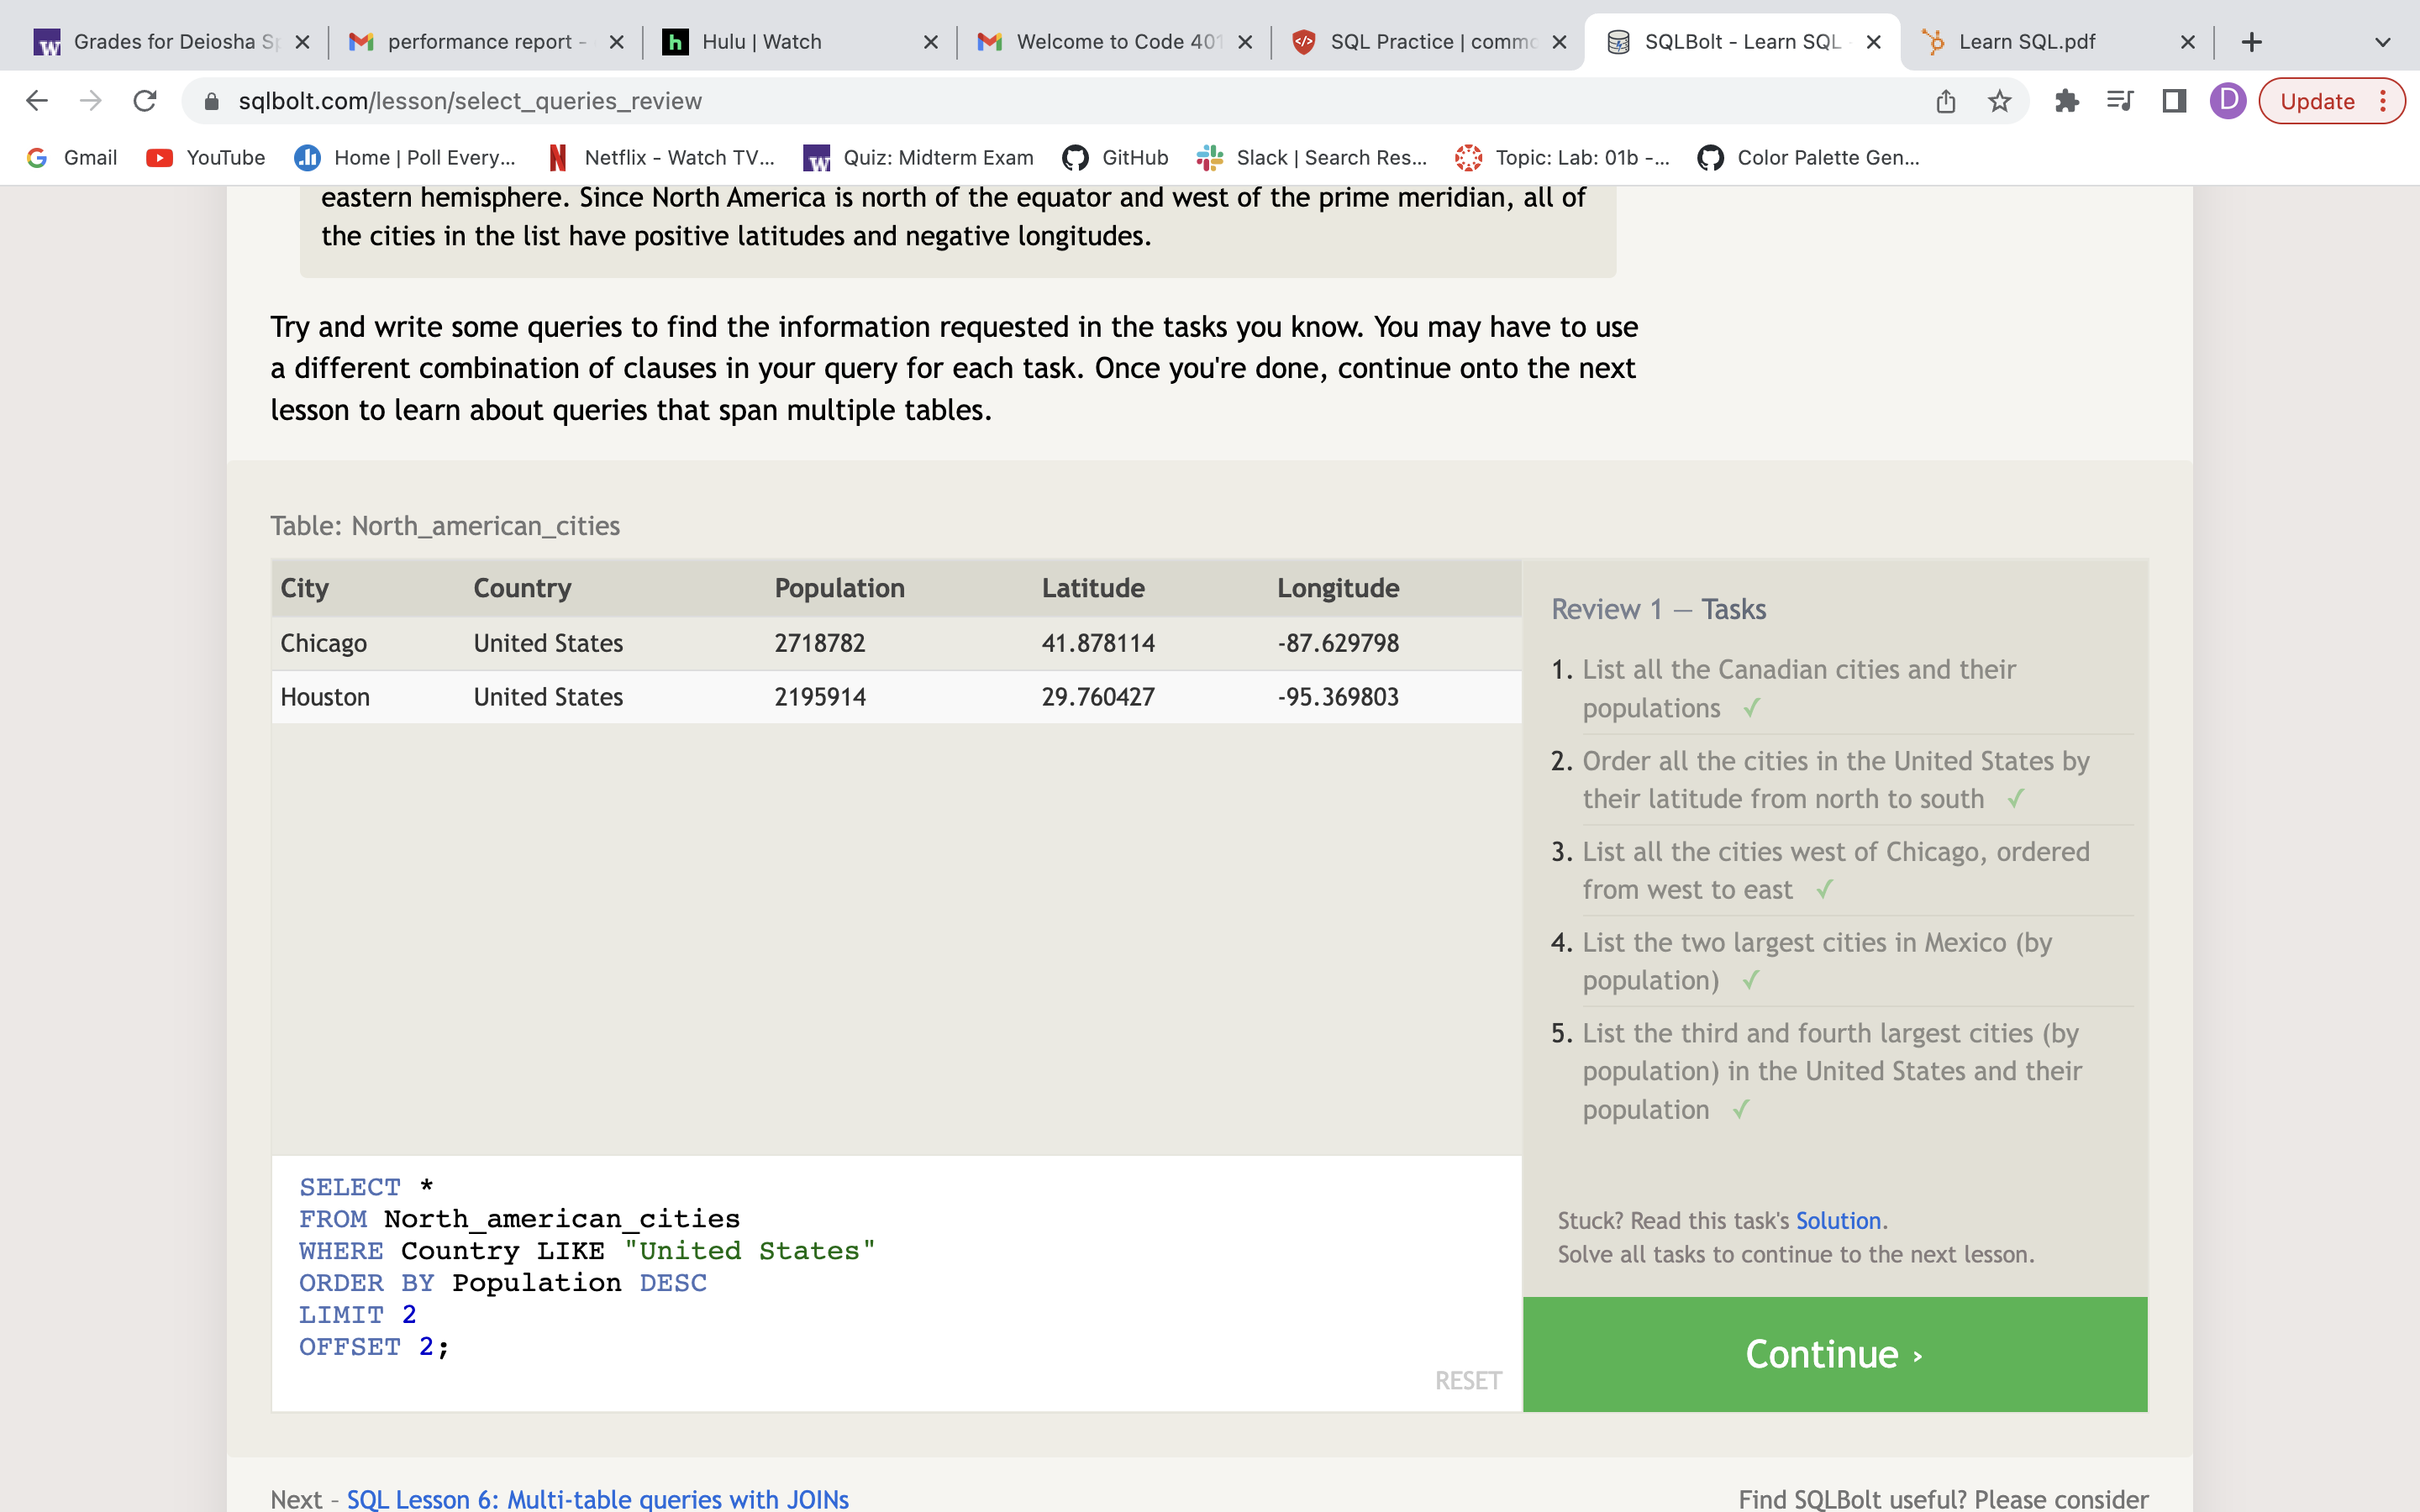 Grades for Deiosha Sp
performance report -
Hulu | Watch
Welcome to Code 401
SQL Practice | commo
SQLBolt - Learn SQL -
Learn SQL.pdf
sqlbolt.com/lesson/select_queries_review
D
Update
Gmail
YouTube
Home | Poll Every...
Netflix - Watch TV...
Quiz: Midterm Exam
GitHub
Slack | Search Res...
Topic: Lab: 01b -...
Color Palette Gen...
eastern hemisphere. Since North America is north of the equator and west of the prime meridian, all of
the cities in the list have positive latitudes and negative longitudes.
Try and write some queries to find the information requested in the tasks you know. You may have to use
a different combination of clauses in your query for each task. Once you're done, continue onto the next
lesson to learn about queries that span multiple tables.
Table: North_american_cities
City Country Population Latitude Longitude
Chicago United States 2718782 41.878114 -87.629798
Houston United States 2195914 29.760427 -95.369803
SELECT *
FROM North_american_cities
WHERE Country LIKE "United States"
ORDER BY Population DESC
LIMIT 2
OFFSET 2;
RESET
Review 1 — Tasks
1. List all the Canadian cities and their
populations ✓
2. Order all the cities in the United States by
their latitude from north to south ✓
3. List all the cities west of Chicago, ordered
from west to east ✓
4. List the two largest cities in Mexico (by
population) ✓
5. List the third and fourth largest cities (by
population) in the United States and their
population ✓
Stuck? Read this task's Solution.
Solve all tasks to continue to the next lesson.
Continue ›
Next – SQL Lesson 6: Multi-table queries with JOINs
Find SQLBolt useful? Please consider